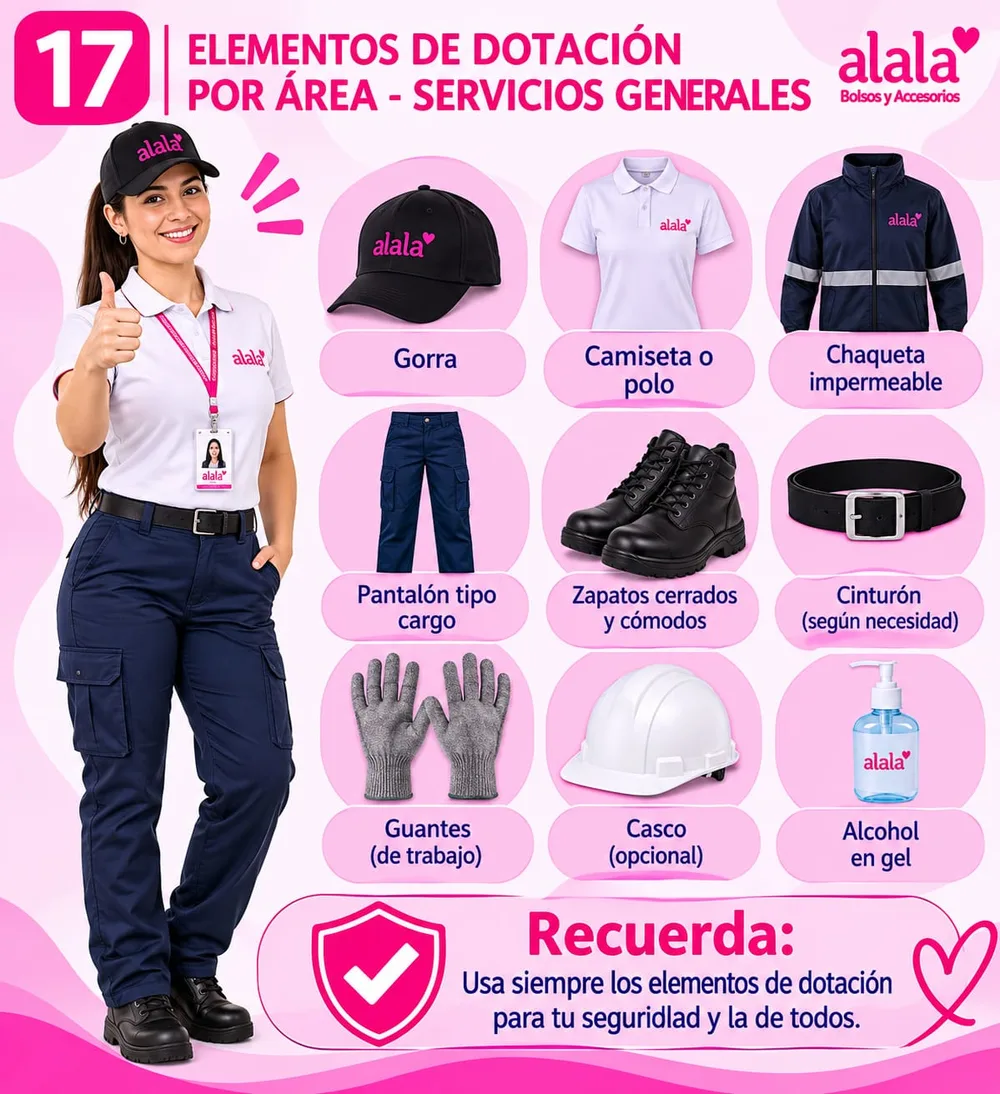 17
ELEMENTOS DE DOTACIÓN
POR ÁREA - SERVICIOS GENERALES
alala
Bolsos y Accesorios
alala
alala
alala
alala
alala
alala
Gorra
Camiseta o
polo
Chaqueta
impermeable
Pantalón tipo
cargo
Zapatos cerrados
y cómodos
Cinturón
(según necesidad)
Guantes
(de trabajo)
Casco
(opcional)
alala
Alcohol
en gel
Recuerda:
Usa siempre los elementos de dotación
para tu seguridlad y la de todos.